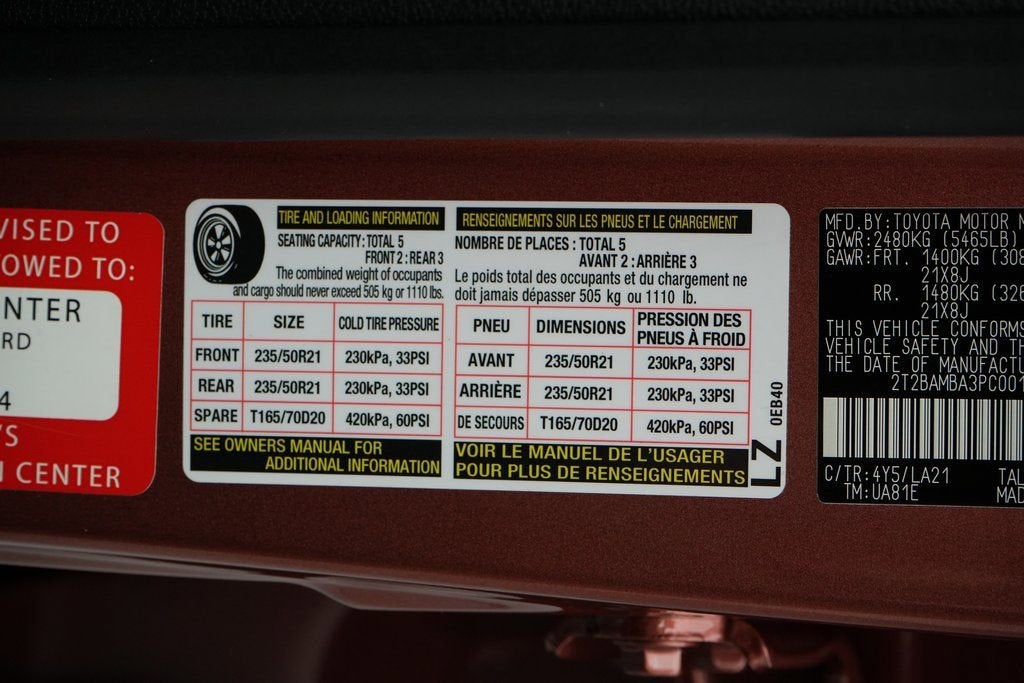 VISED TO
OWED TO:
NTER
RD
4
/S
CENTER
TIRE AND LOADING INFORMATION
SEATING CAPACITY: TOTAL 5
FRONT 2: REAR 3
The combined weight of occupants
and cargo should never exceed 505 kg or 1110 lbs.
TIRE SIZE COLD TIRE PRESSURE
FRONT 235/50R21 230kPa, 33PSI
REAR 235/50R21 230kPa, 33PSI
SPARE T165/70D20 420kPa, 60PSI
SEE OWNERS MANUAL FOR
ADDITIONAL INFORMATION
RENSEIGNEMENTS SUR LES PNEUS ET LE CHARGEMENT
NOMBRE DE PLACES : TOTAL 5
AVANT 2 : ARRIÈRE 3
Le poids total des occupants et du chargement ne
doit jamais dépasser 505 kg ou 1110 lb.
PNEU DIMENSIONS PRESSION DES
PNEUS À FROID
AVANT 235/50R21 230kPa, 33PSI
ARRIÈRE 235/50R21 230kPa, 33PSI
DE SECOURS T165/70D20 420kPa, 60PSI
VOIR LE MANUEL DE L'USAGER
POUR PLUS DE RENSEIGNEMENTS
LZ
0EB40
MFD.BY:TOYOTA MOTOR
GVWR:2480KG (5465LB)
GAWR:FRT. 1400KG (308
21X8J
RR. 1480KG (326
21X8J
THIS VEHICLE CONFORMS
VEHICLE SAFETY AND TH
THE DATE OF MANUFACTU
2T2BAMBA3PC001
C/TR:4Y5/LA21 TAL
TM:UA81E MAD